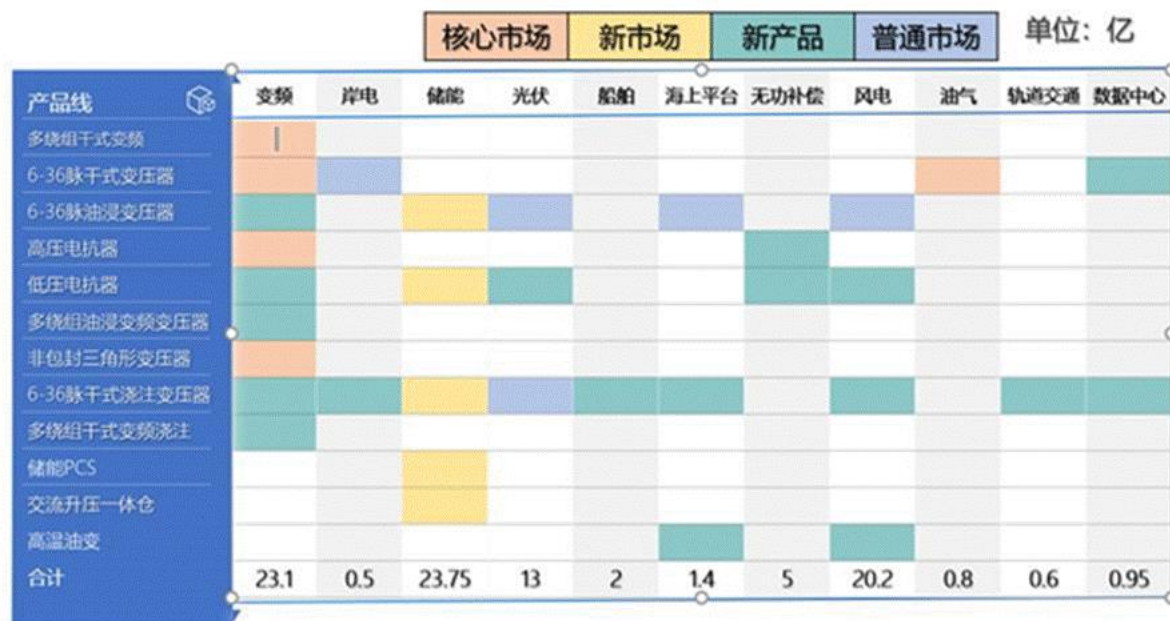 核心市场 新市场 新产品 普通市场 单位：亿
产品线 变频 岸电 储能 光伏 船舶 海上平台 无功补偿 风电 油气 轨道交通 数据中心
多绕组干式变频
6-36脉干式变压器
6-36脉油浸变压器
高压电抗器
低压电抗器
多绕组油浸变频变压器
非包封三角形变压器
6-36脉干式浇注变压器
多绕组干式变频浇注
储能PCS
交流升压一体仓
高温油变
合计 23.1 0.5 23.75 13 2 1.4 5 20.2 0.8 0.6 0.95